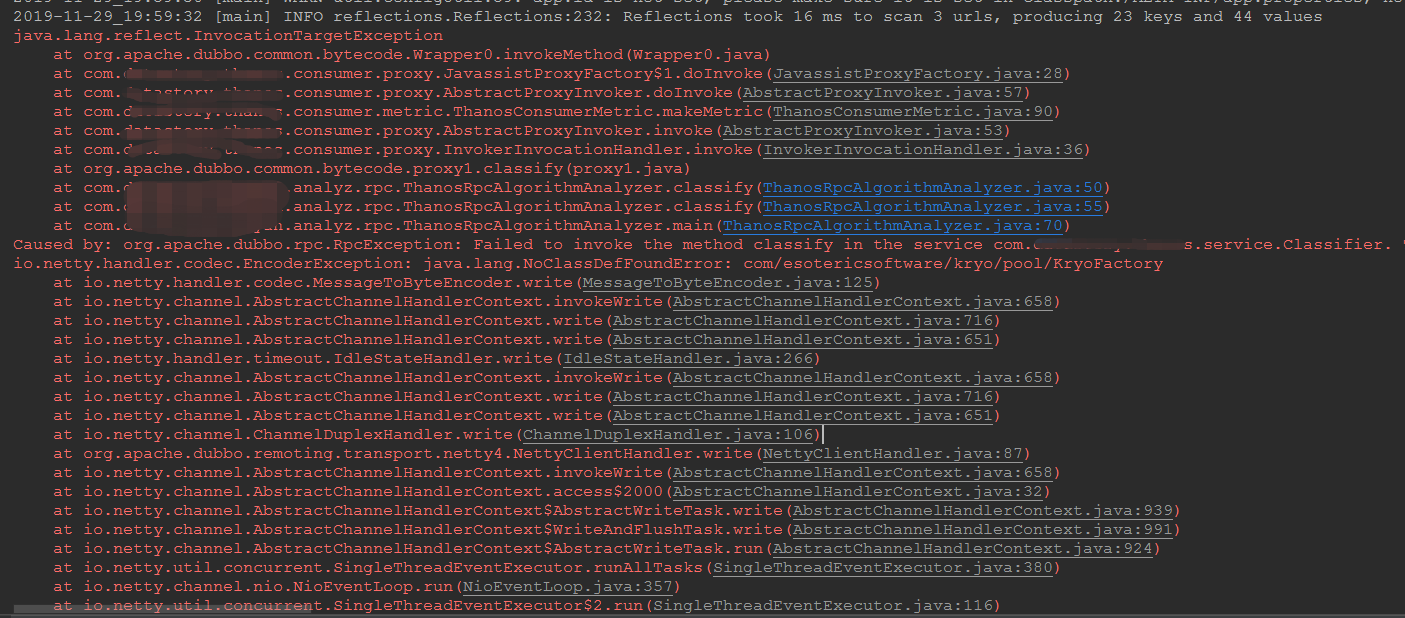 2019-11-29_19:59:32 [main] INFO reflections.Reflections:232: Reflections took 16 ms to scan 3 urls, producing 23 keys and 44 values
java.lang.reflect.InvocationTargetException
at org.apache.dubbo.common.bytecode.Wrapper0.invokeMethod(Wrapper0.java)
at com. .consumer.proxy.JavassistProxyFactory$1.doInvoke(JavassistProxyFactory.java:28)
at com. .consumer.proxy.AbstractProxyInvoker.doInvoke(AbstractProxyInvoker.java:57)
at com. .consumer.metric.ThanosConsumerMetric.makeMetric(ThanosConsumerMetric.java:90)
at com. .consumer.proxy.AbstractProxyInvoker.invoke(AbstractProxyInvoker.java:53)
at com. .consumer.proxy.InvokerInvocationHandler.invoke(InvokerInvocationHandler.java:36)
at org.apache.dubbo.common.bytecode.proxy1.classify(proxy1.java)
at com. .analyz.rpc.ThanosRpcAlgorithmAnalyzer.classify(ThanosRpcAlgorithmAnalyzer.java:50)
at com. .analyz.rpc.ThanosRpcAlgorithmAnalyzer.classify(ThanosRpcAlgorithmAnalyzer.java:55)
at com. .analyz.rpc.ThanosRpcAlgorithmAnalyzer.main(ThanosRpcAlgorithmAnalyzer.java:70)
Caused by: org.apache.dubbo.rpc.RpcException: Failed to invoke the method classify in the service com. s.service.Classifier.
io.netty.handler.codec.EncoderException: java.lang.NoClassDefFoundError: com/esotericsoftware/kryo/pool/KryoFactory
at io.netty.handler.codec.MessageToByteEncoder.write(MessageToByteEncoder.java:125)
at io.netty.channel.AbstractChannelHandlerContext.invokeWrite(AbstractChannelHandlerContext.java:658)
at io.netty.channel.AbstractChannelHandlerContext.write(AbstractChannelHandlerContext.java:716)
at io.netty.channel.AbstractChannelHandlerContext.write(AbstractChannelHandlerContext.java:651)
at io.netty.handler.timeout.IdleStateHandler.write(IdleStateHandler.java:266)
at io.netty.channel.AbstractChannelHandlerContext.invokeWrite(AbstractChannelHandlerContext.java:658)
at io.netty.channel.AbstractChannelHandlerContext.write(AbstractChannelHandlerContext.java:716)
at io.netty.channel.AbstractChannelHandlerContext.write(AbstractChannelHandlerContext.java:651)
at io.netty.channel.ChannelDuplexHandler.write(ChannelDuplexHandler.java:106)
at org.apache.dubbo.remoting.transport.netty4.NettyClientHandler.write(NettyClientHandler.java:87)
at io.netty.channel.AbstractChannelHandlerContext.invokeWrite(AbstractChannelHandlerContext.java:658)
at io.netty.channel.AbstractChannelHandlerContext.access$2000(AbstractChannelHandlerContext.java:32)
at io.netty.channel.AbstractChannelHandlerContext$AbstractWriteTask.write(AbstractChannelHandlerContext.java:939)
at io.netty.channel.AbstractChannelHandlerContext$WriteAndFlushTask.write(AbstractChannelHandlerContext.java:991)
at io.netty.channel.AbstractChannelHandlerContext$AbstractWriteTask.run(AbstractChannelHandlerContext.java:924)
at io.netty.util.concurrent.SingleThreadEventExecutor.runAllTasks(SingleThreadEventExecutor.java:380)
at io.netty.channel.nio.NioEventLoop.run(NioEventLoop.java:357)
at io.netty.util.concurrent.SingleThreadEventExecutor$2.run(SingleThreadEventExecutor.java:116)